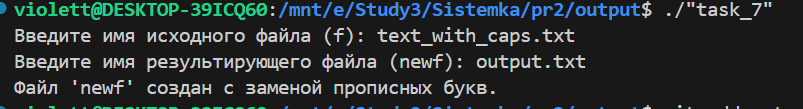 violett@DESKTOP-39ICQ60:/mnt/e/Study3/Sistemka/pr2/output$ ./"task_7"
Введите имя исходного файла (f): text_with_caps.txt
Введите имя результирующего файла (newf): output.txt
Файл 'newf' создан с заменой прописных букв.